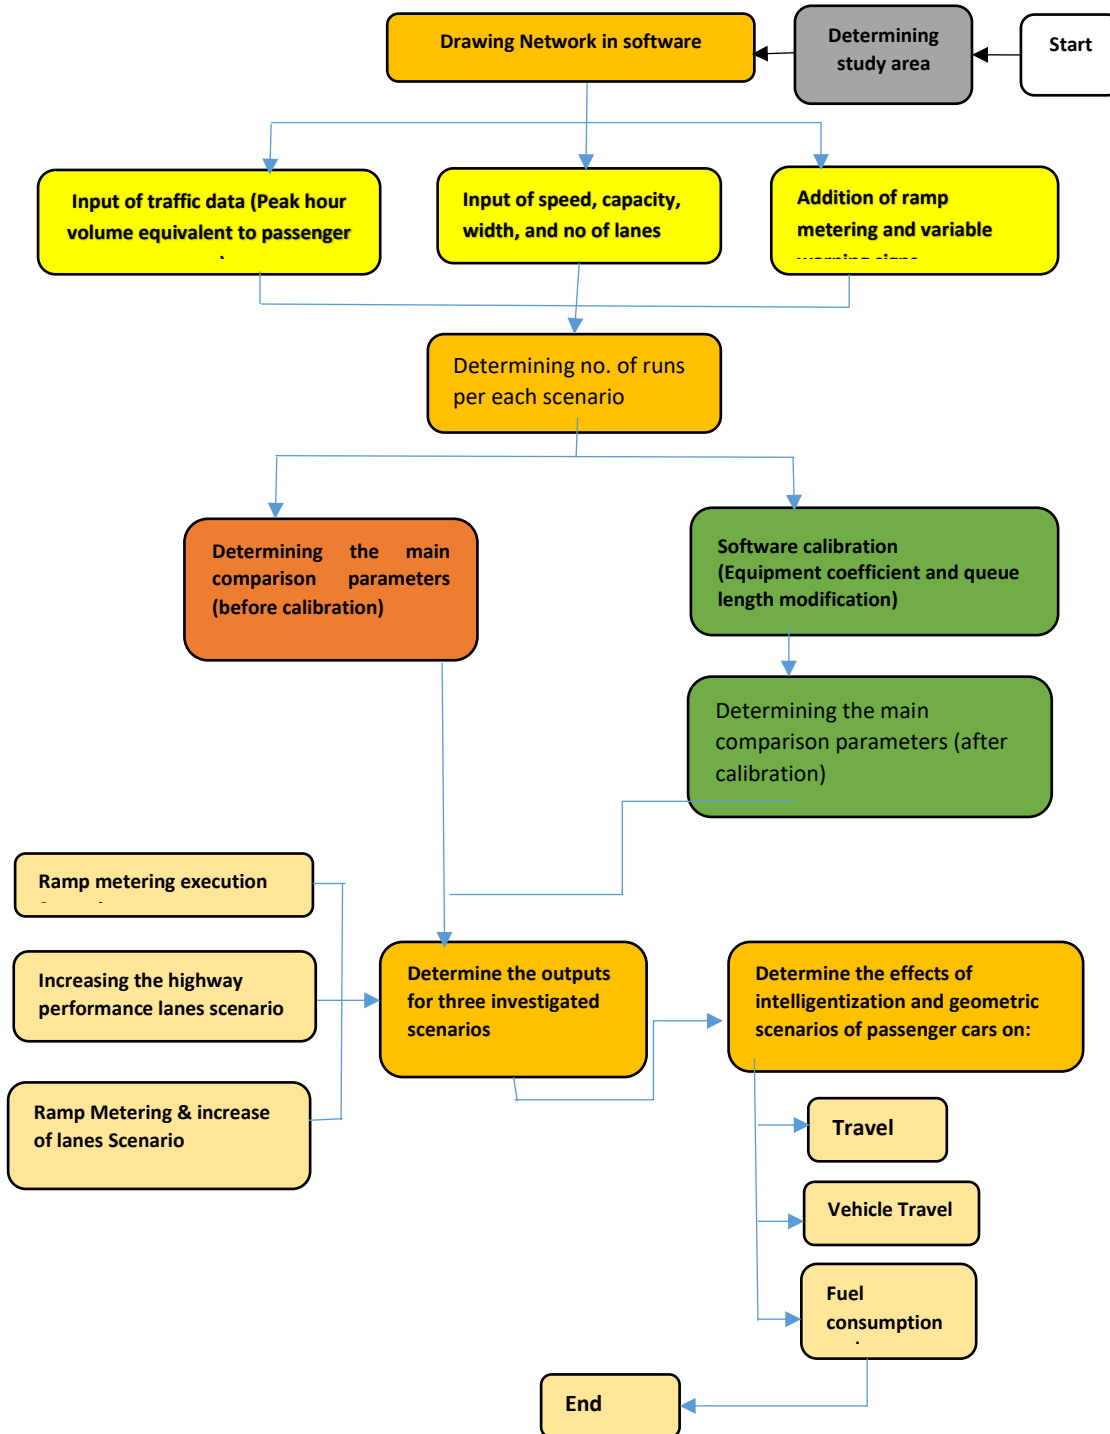 Start
Determining
study area
Drawing Network in software
Input of traffic data (Peak hour
volume equivalent to passenger
Input of speed, capacity,
width, and no of lanes
Addition of ramp
metering and variable
Determining no. of runs
per each scenario
Determining the main
comparison parameters
(before calibration)
Software calibration
(Equipment coefficient and queue
length modification)
Determining the main
comparison parameters (after
calibration)
Ramp metering execution
Increasing the highway
performance lanes scenario
Ramp Metering & increase
of lanes Scenario
Determine the outputs
for three investigated
scenarios
Determine the effects of
intelligentization and geometric
scenarios of passenger cars on:
Travel
Vehicle Travel
Fuel
consumption
End